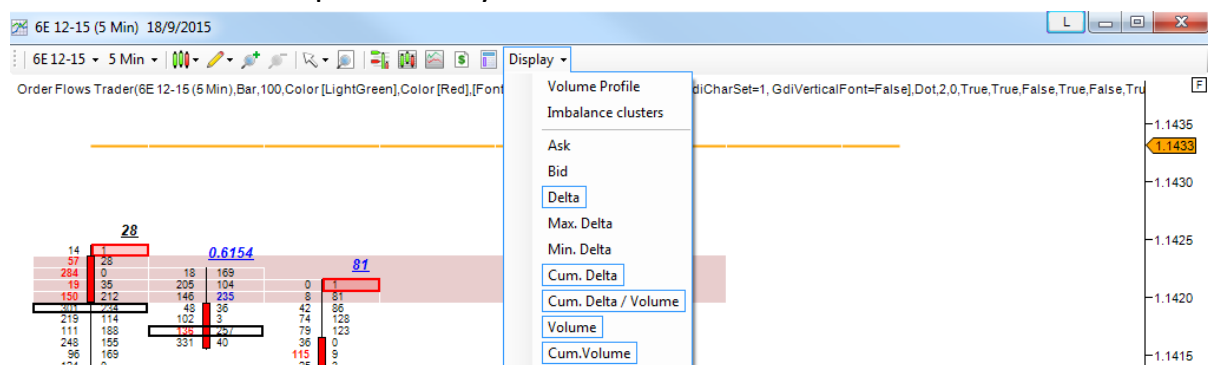 6E 12-15 (5 Min) 18/9/2015
L
6E 12-15 5 Min Display
Order Flows Trader(6E 12-15 (5 Min),Bar,100,Color [LightGreen],Color [Red],[Font
diCharSet=1, GdiVerticalFont=False],Dot,2,0,True,True,False,True,False,Tru
F
Volume Profile
Imbalance clusters
Ask
Bid
Delta
Max. Delta
Min. Delta
Cum. Delta
Cum. Delta / Volume
Volume
Cum.Volume
1.1435
1.1433
1.1430
1.1425
1.1420
1.1415
28
14 1
57 28
284 0
19 35
150 212
301 234
219 114
111 188
248 155
96 169
0.6154
18 169
205 104
146 235
48 36
102 3
136 257
331 40
81
0 1
8 81
42 86
74 128
79 123
36 0
115 9